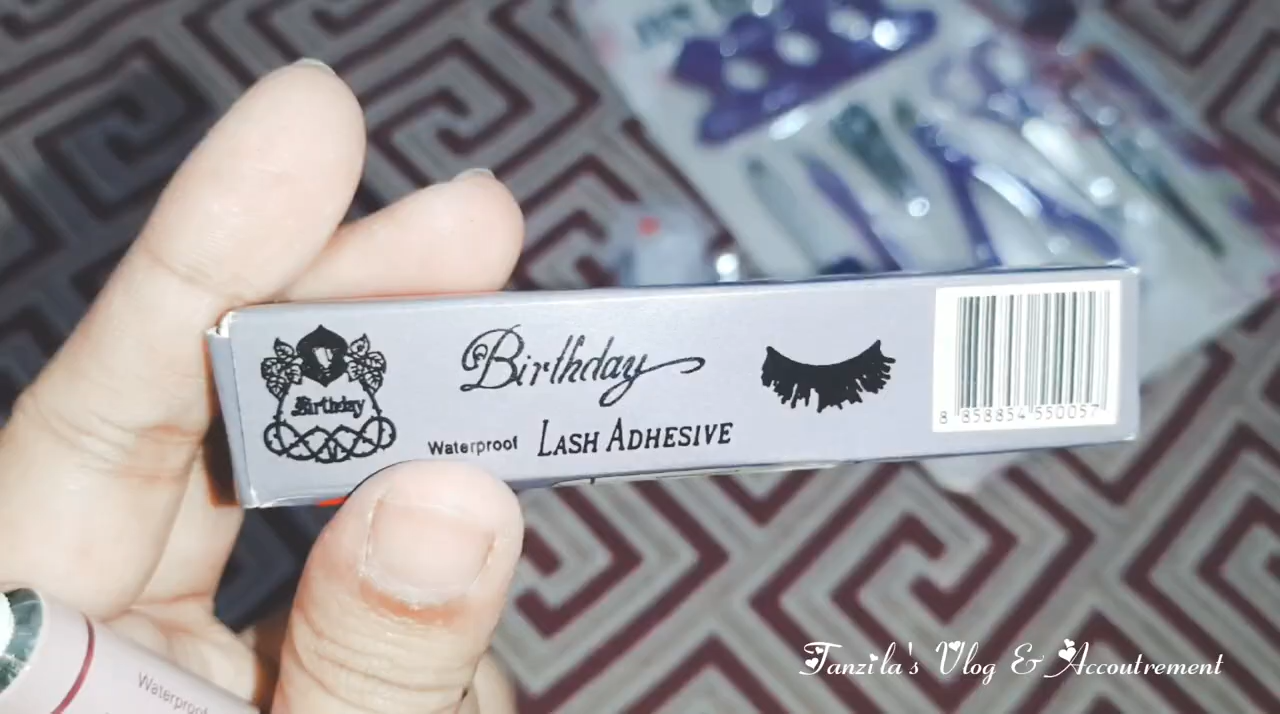 Birthday
Birthday
Waterproof LASH ADHESIVE
8 858854 550057
Waterproof
Tanzila's Vlog & Accoutrement